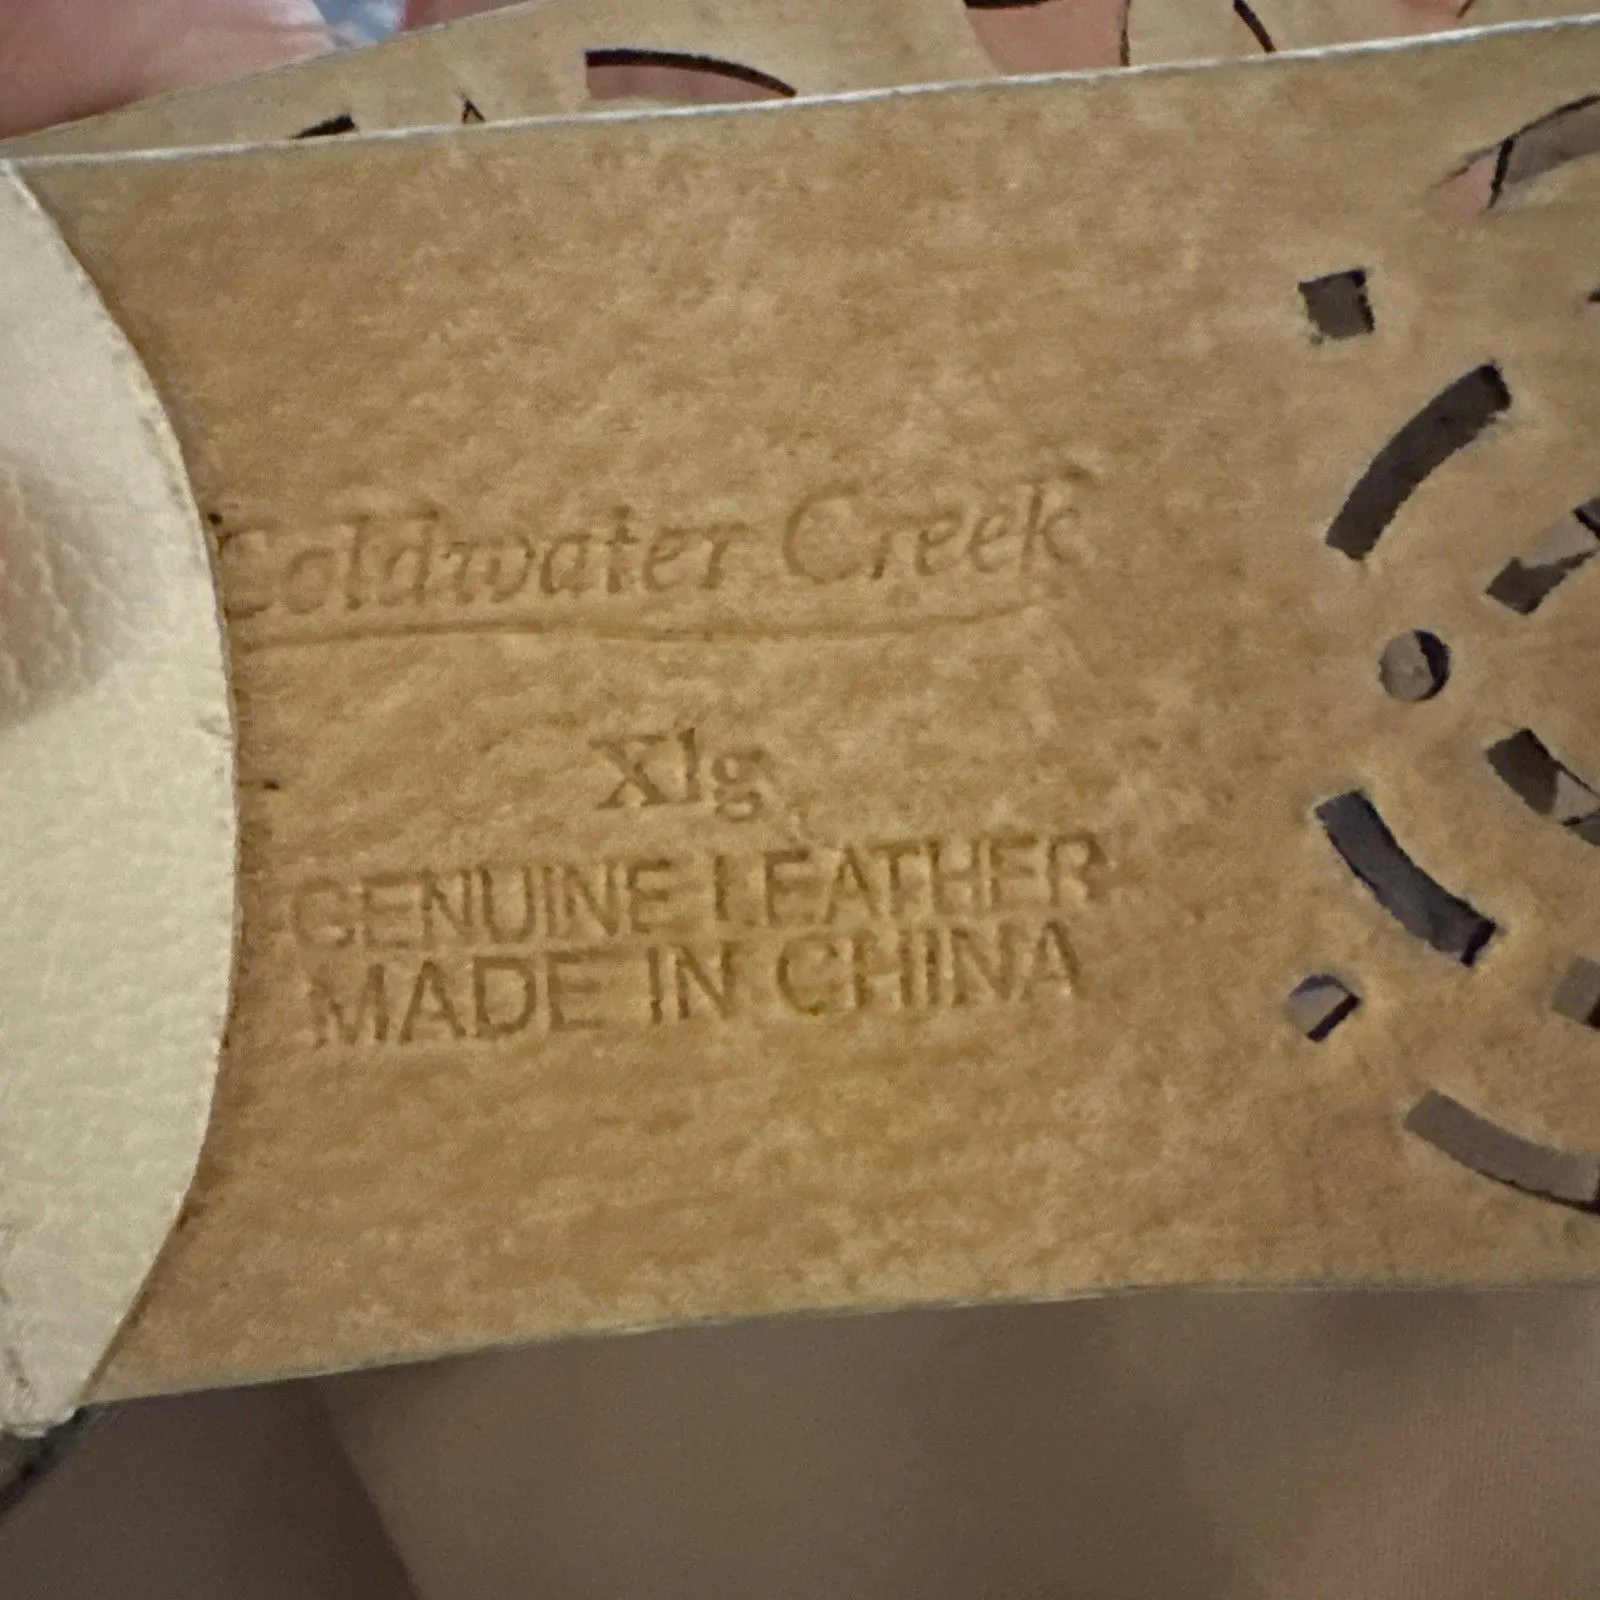 Coldwater Creek
Xlg
GENUINE LEATHER
MADE IN CHINA